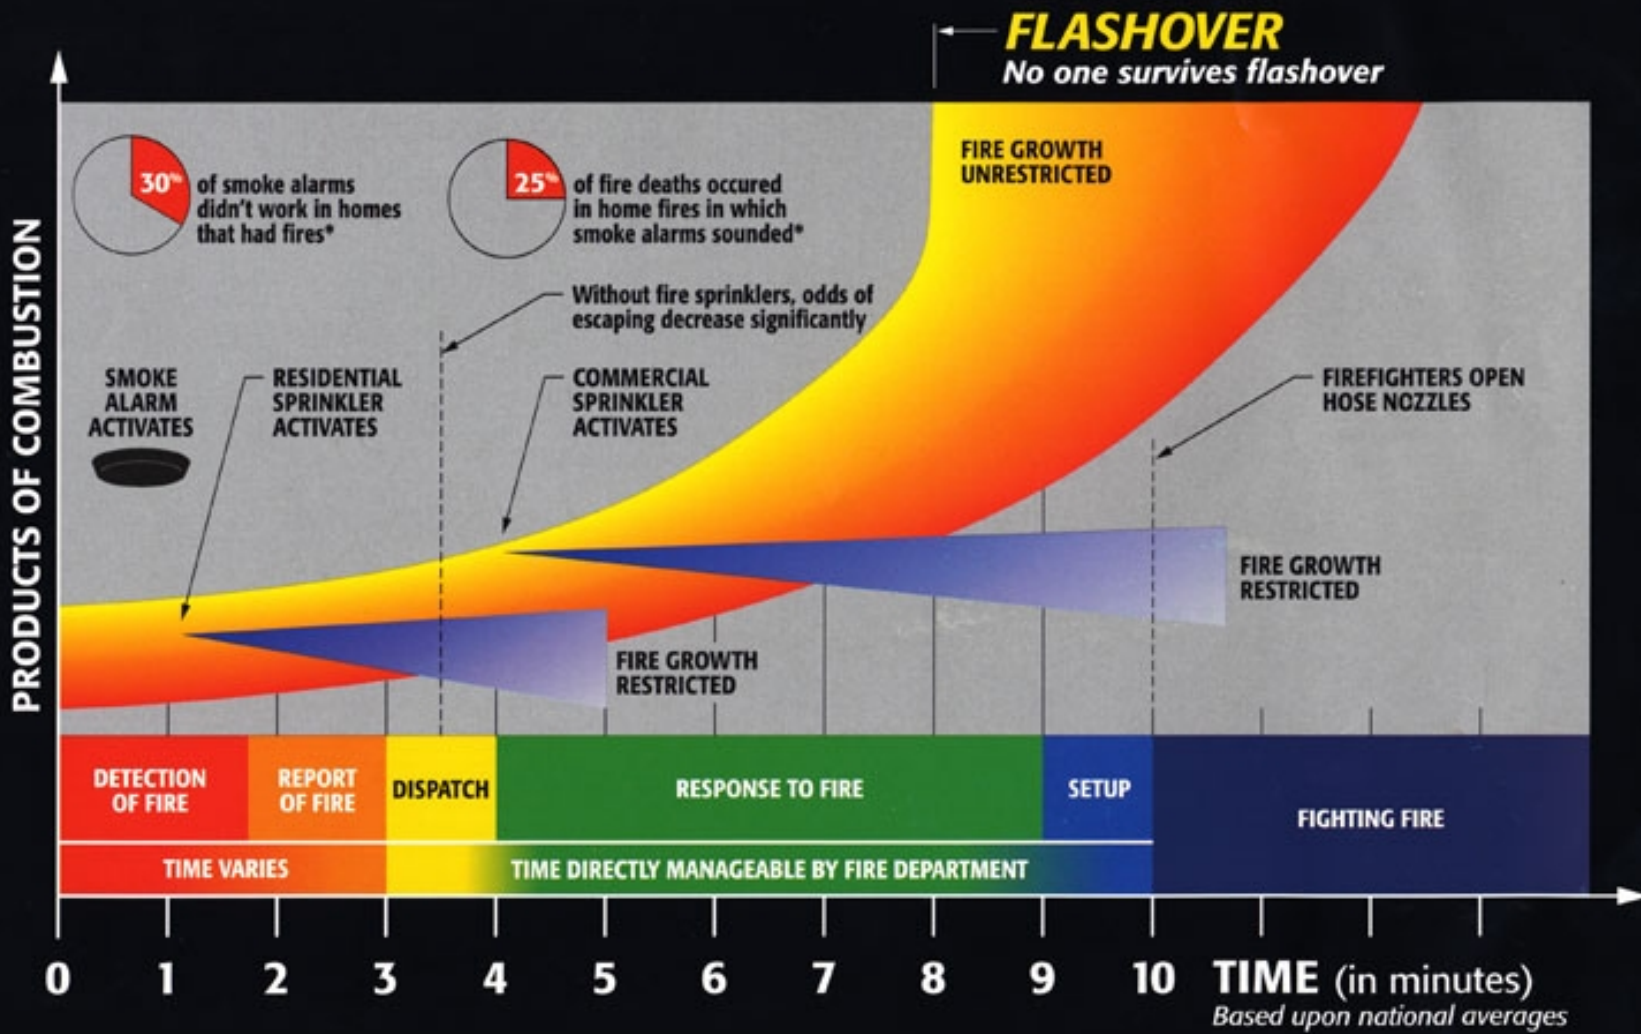 FLASHOVER
No one survives flashover
PRODUCTS OF COMBUSTION
30%
of smoke alarms
didn't work in homes
that had fires*
25%
of fire deaths occured
in home fires in which
smoke alarms sounded*
FIRE GROWTH
UNRESTRICTED
Without fire sprinklers, odds of
escaping decrease significantly
SMOKE
ALARM
ACTIVATES
RESIDENTIAL
SPRINKLER
ACTIVATES
COMMERCIAL
SPRINKLER
ACTIVATES
FIREFIGHTERS OPEN
HOSE NOZZLES
FIRE GROWTH
RESTRICTED
FIRE GROWTH
RESTRICTED
DETECTION
OF FIRE
REPORT
OF FIRE
DISPATCH
RESPONSE TO FIRE
SETUP
FIGHTING FIRE
TIME VARIES
TIME DIRECTLY MANAGEABLE BY FIRE DEPARTMENT
0 1 2 3 4 5 6 7 8 9 10 TIME (in minutes)
Based upon national averages